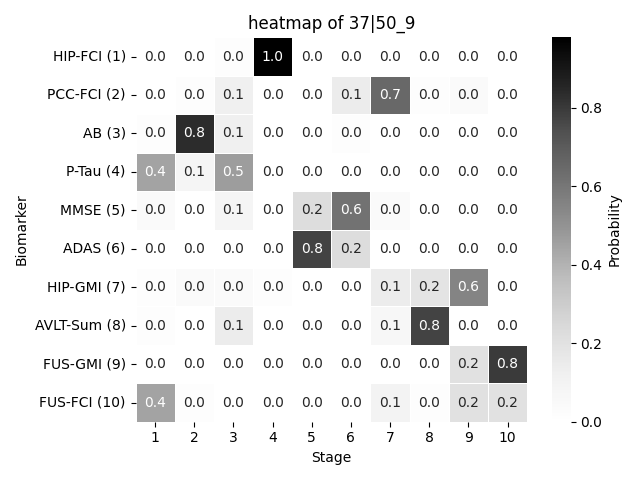 heatmap of 37|50_9
HIP-FCI (1) 0.0 0.0 0.0 1.0 0.0 0.0 0.0 0.0 0.0 0.0
PCC-FCI (2) 0.0 0.0 0.1 0.0 0.0 0.1 0.7 0.0 0.0 0.0
AB (3) 0.0 0.8 0.1 0.0 0.0 0.0 0.0 0.0 0.0 0.0
P-Tau (4) 0.4 0.1 0.5 0.0 0.0 0.0 0.0 0.0 0.0 0.0
MMSE (5) 0.0 0.0 0.1 0.0 0.2 0.6 0.0 0.0 0.0 0.0
ADAS (6) 0.0 0.0 0.0 0.0 0.8 0.2 0.0 0.0 0.0 0.0
HIP-GMI (7) 0.0 0.0 0.0 0.0 0.0 0.0 0.1 0.2 0.6 0.0
AVLT-Sum (8) 0.0 0.0 0.1 0.0 0.0 0.0 0.1 0.8 0.0 0.0
FUS-GMI (9) 0.0 0.0 0.0 0.0 0.0 0.0 0.0 0.0 0.2 0.8
FUS-FCI (10) 0.4 0.0 0.0 0.0 0.0 0.0 0.1 0.0 0.2 0.2
1 2 3 4 5 6 7 8 9 10
Stage
Biomarker
0.8
0.6
0.4
0.2
0.0
Probability